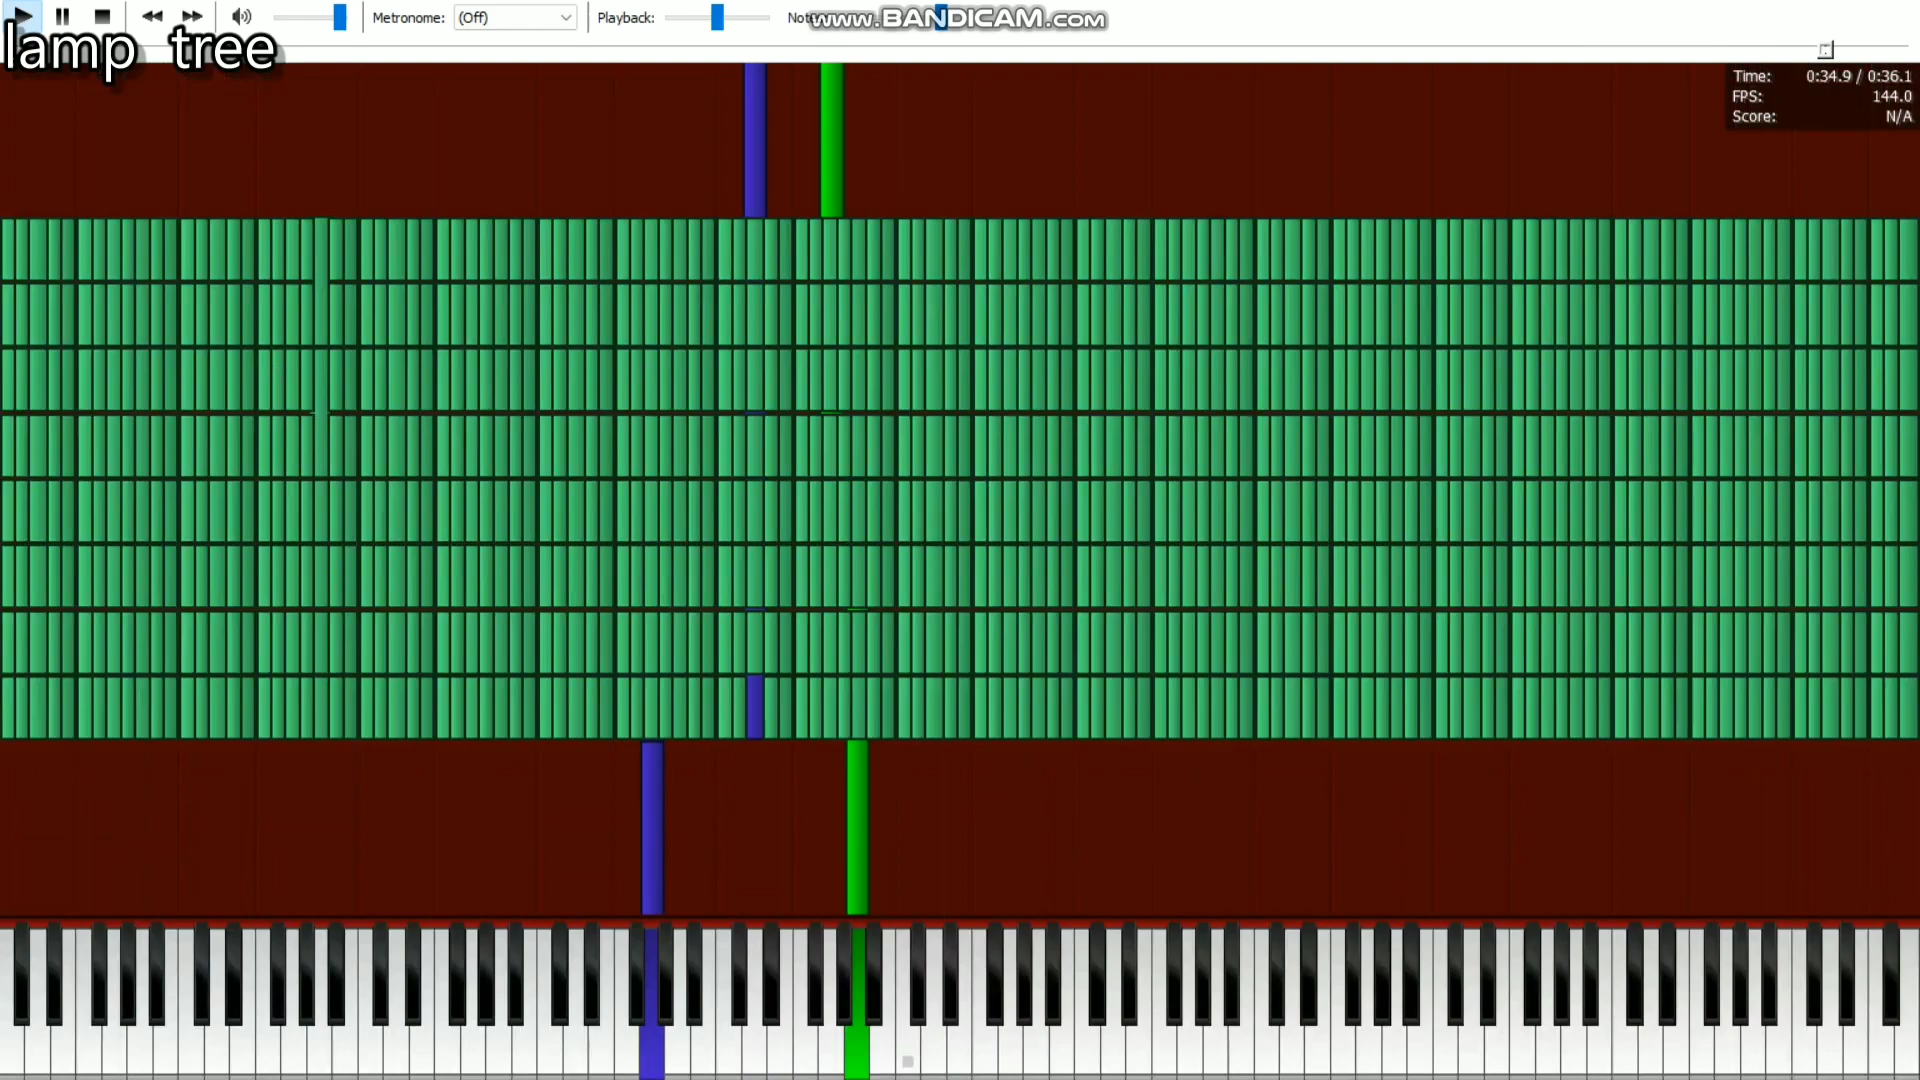 Metronome: (Off) Playback: Notes
www.BANDICAM.com
lamp tree
Time: 0:34.9 / 0:36.1
FPS: 144.0
Score: N/A